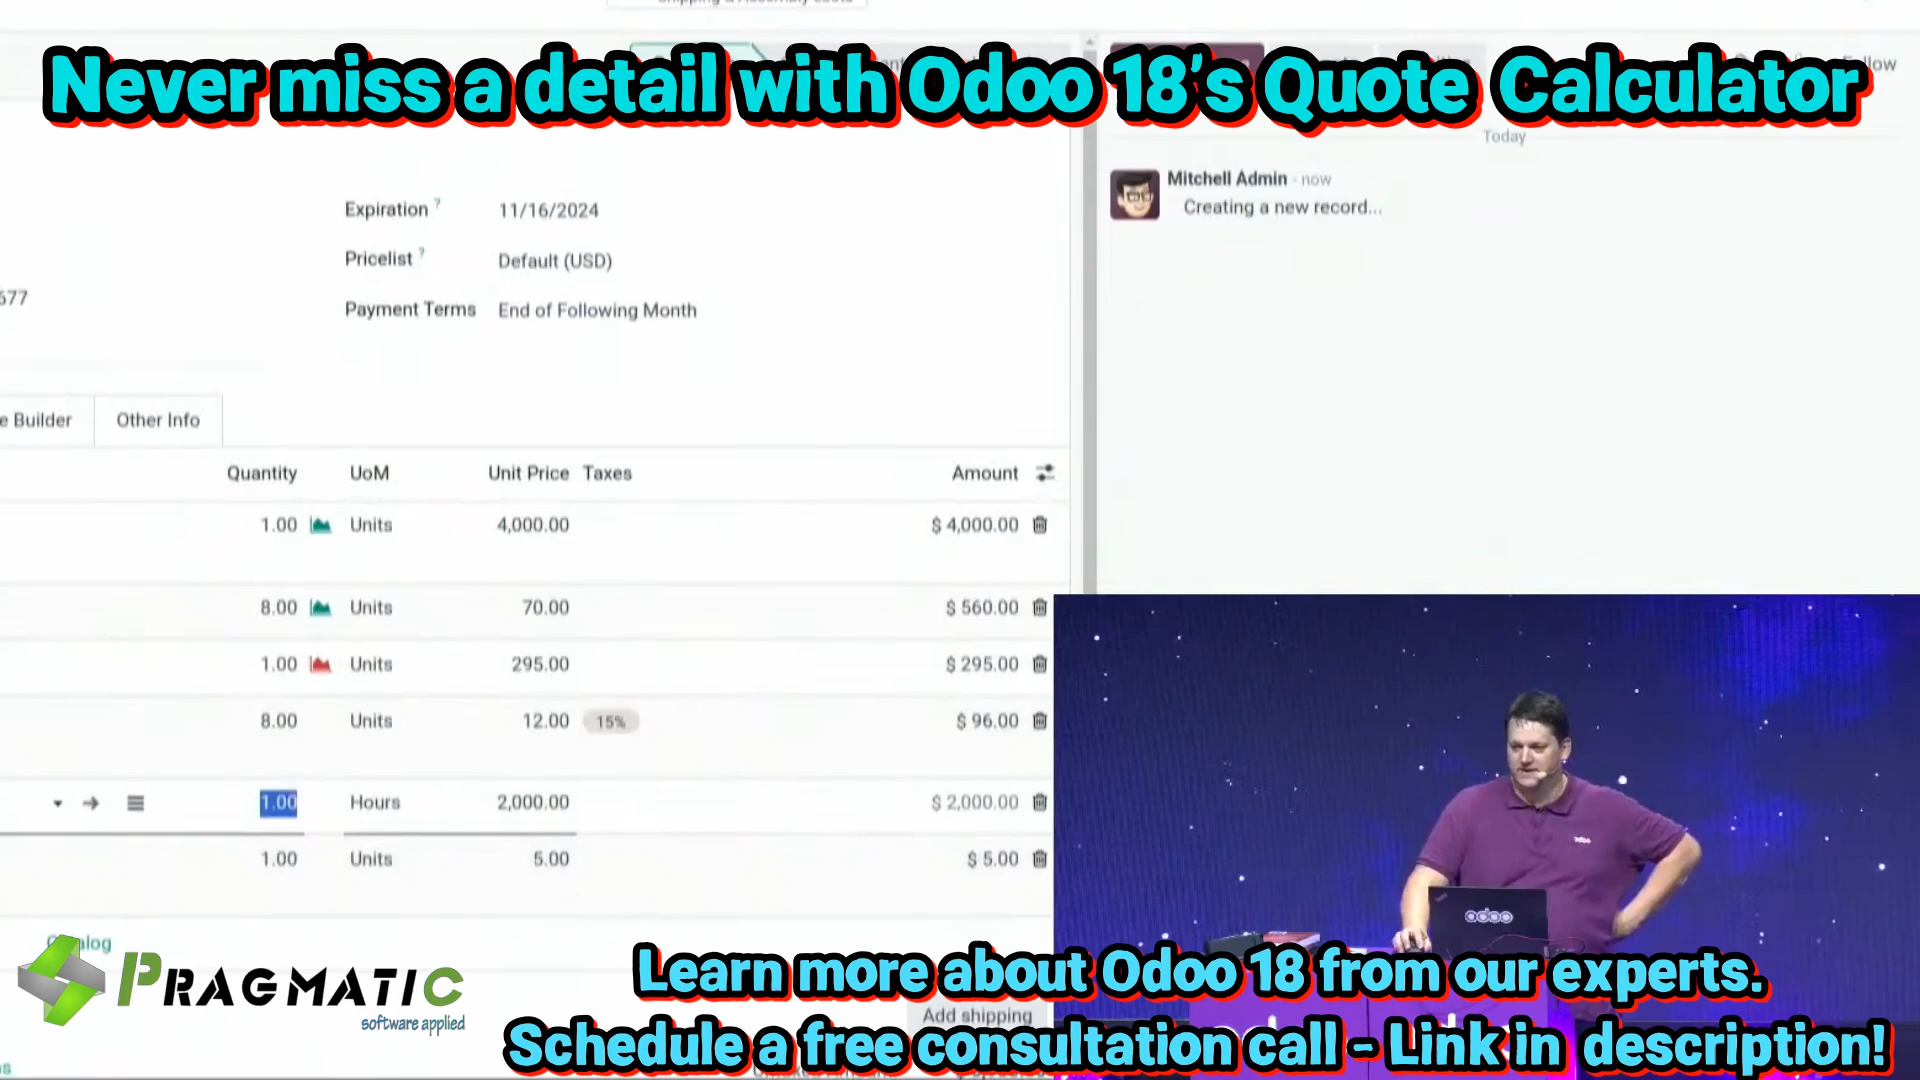 Never miss a detail with Odoo 18's Quote Calculator
Today
Mitchell Admin - now
Creating a new record...
Expiration ? 11/16/2024
Pricelist ? Default (USD)
677
Payment Terms End of Following Month
e Builder Other Info
Quantity UoM Unit Price Taxes Amount
1.00 Units 4,000.00 $ 4,000.00
8.00 Units 70.00 $ 560.00
1.00 Units 295.00 $ 295.00
8.00 Units 12.00 15% $ 96.00
1.00 Hours 2,000.00 $ 2,000.00
1.00 Units 5.00 $ 5.00
odoo
odoo
PRAGMATIC
software applied
Learn more about Odoo 18 from our experts.
Add shipping
Schedule a free consultation call - Link in description!